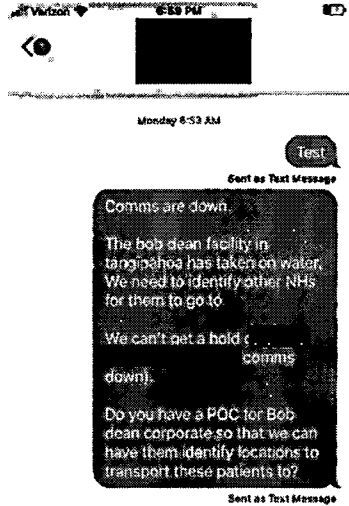 Verizon 6:59 PM
Monday 6:53 AM
Test
Sent as Text Message
Comms are down.
The bob dean facility in
tangipahoa has taken on water.
We need to identify other NHs
for them to go to
We can't get a hold
comms
down).
Do you have a POC for Bob
dean corporate so that we can
have them identify locations to
transport these patients to?
Sent as Text Message